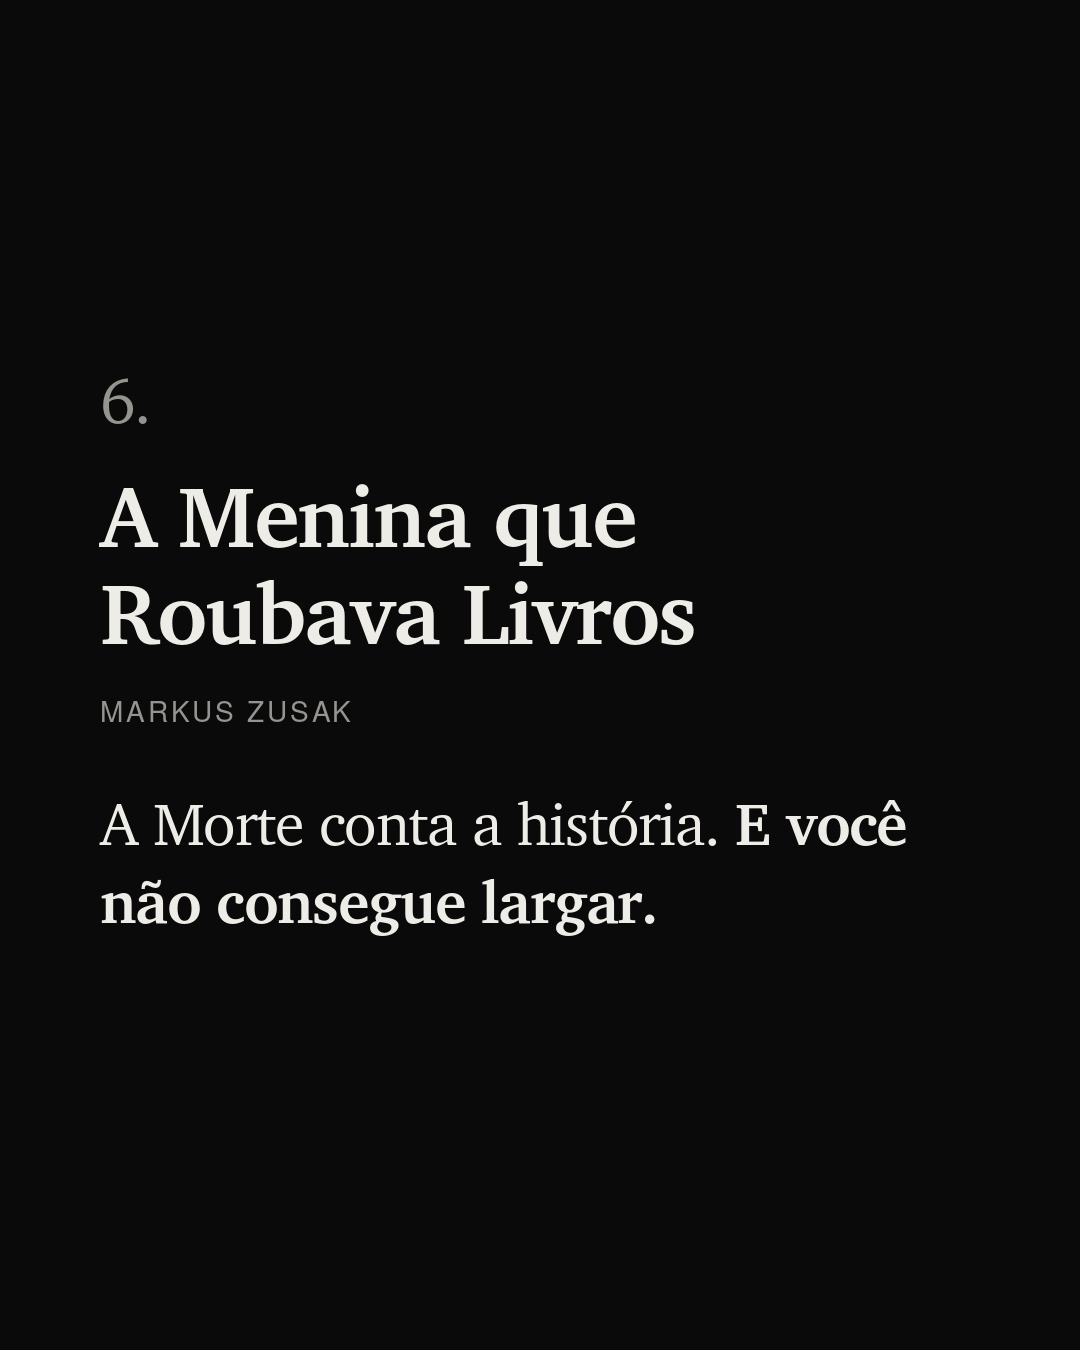 6.
A Menina que
Roubava Livros
MARKUS ZUSAK
A Morte conta a história. E você
não consegue largar.